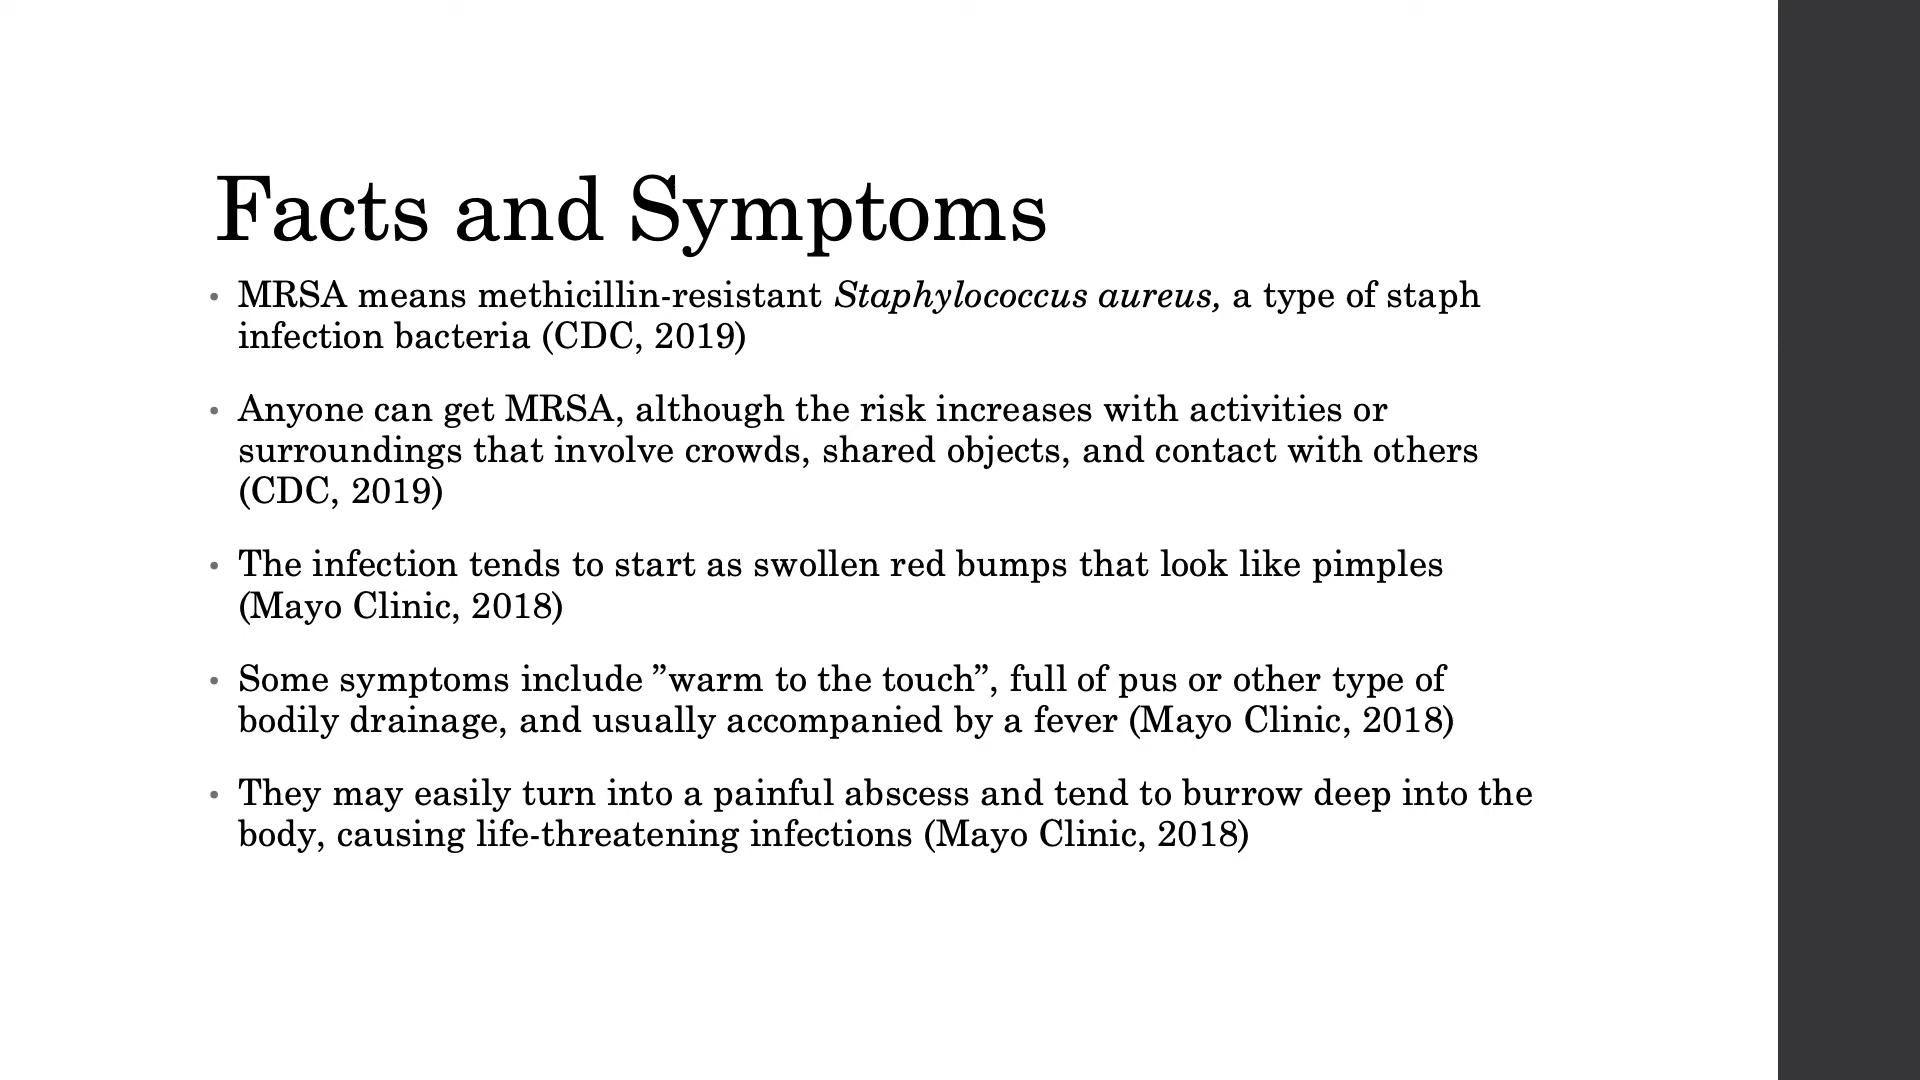 Facts and Symptoms
• MRSA means methicillin-resistant Staphylococcus aureus, a type of staph
infection bacteria (CDC, 2019)
• Anyone can get MRSA, although the risk increases with activities or
surroundings that involve crowds, shared objects, and contact with others
(CDC, 2019)
• The infection tends to start as swollen red bumps that look like pimples
(Mayo Clinic, 2018)
• Some symptoms include ”warm to the touch”, full of pus or other type of
bodily drainage, and usually accompanied by a fever (Mayo Clinic, 2018)
• They may easily turn into a painful abscess and tend to burrow deep into the
body, causing life-threatening infections (Mayo Clinic, 2018)